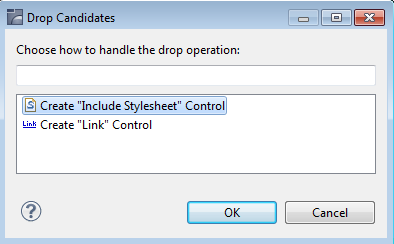 Drop Candidates
Choose how to handle the drop operation:
Create "Include Stylesheet" Control
Link Create "Link" Control
?
OK Cancel